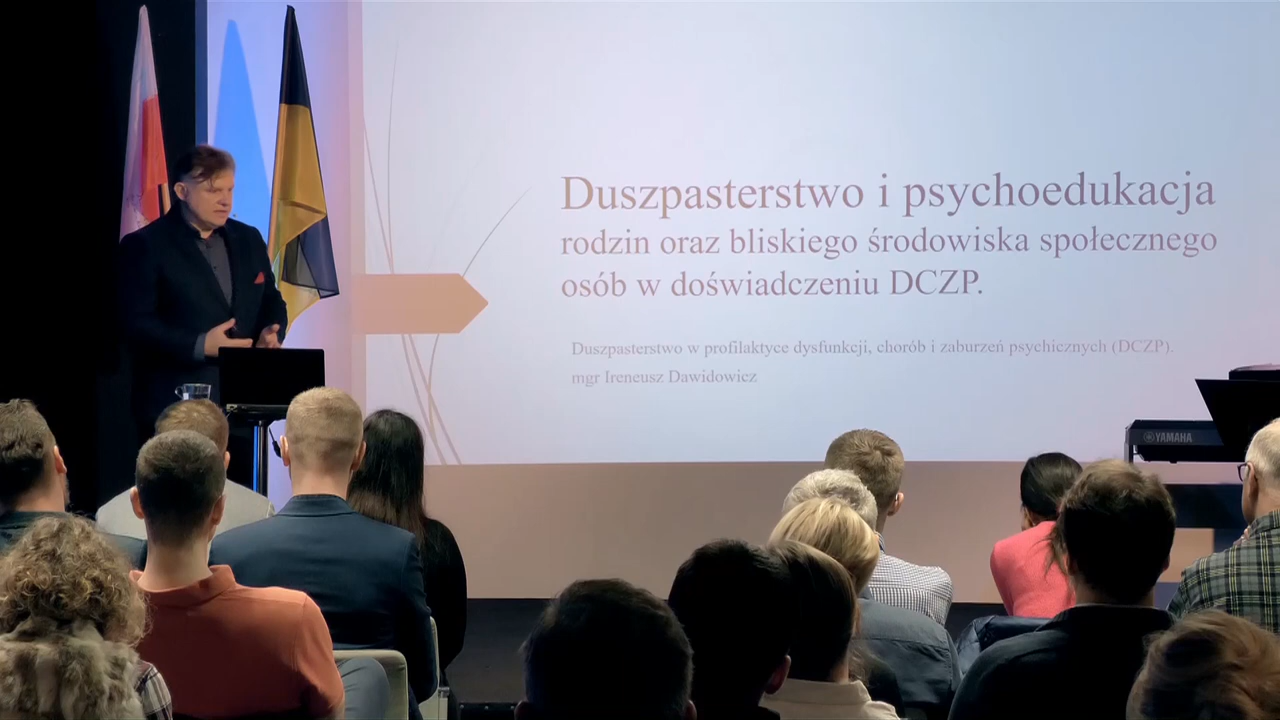 Duszpasterstwo i psychoedukacja
rodzin oraz bliskiego środowiska społecznego
osób w doświadczeniu DCZP.
Duszpasterstwo w profilaktyce dysfunkcji, chorób i zaburzeń psychicznych (DCZP).
mgr Ireneusz Dawidowicz
YAMAHA